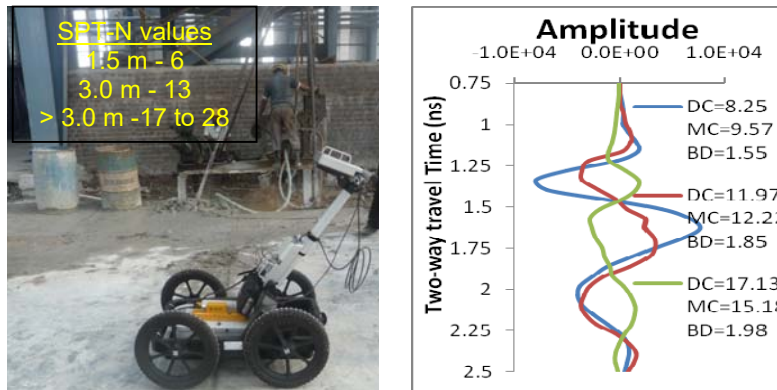 SPT-N values
1.5 m - 6
3.0 m - 13
> 3.0 m -17 to 28
Amplitude
-1.0E+04 0.0E+00 1.0E+04
Two-way travel Time (ns)
0.75
1
1.25
1.5
1.75
2
2.25
2.5
DC=8.25
MC=9.57
BD=1.55
DC=11.97
MC=12.2
BD=1.85
DC=17.13
MC=15.18
BD=1.98